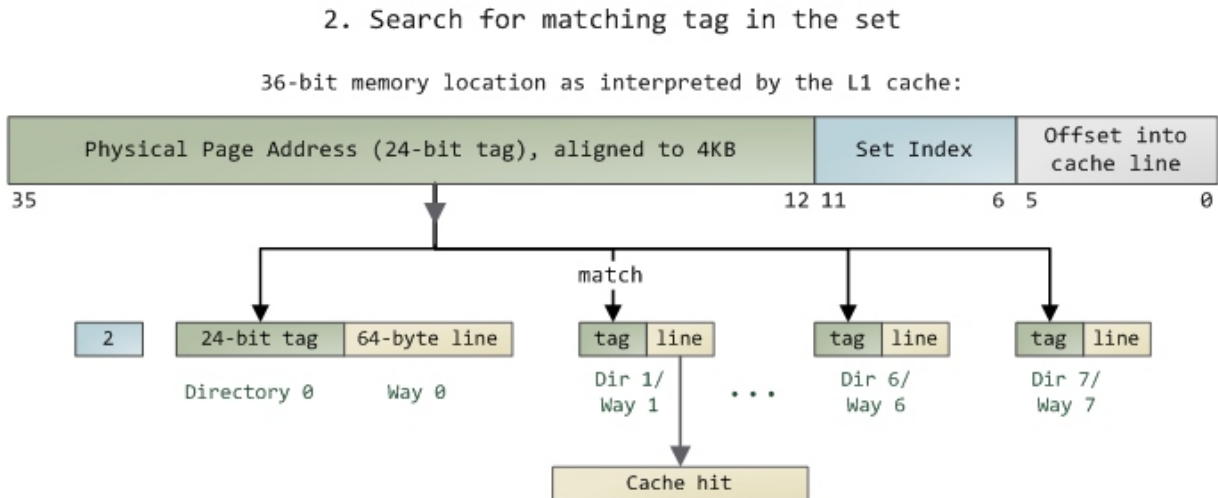 2. Search for matching tag in the set
36-bit memory location as interpreted by the L1 cache:
Physical Page Address (24-bit tag), aligned to 4KB
Set Index
Offset into
cache line
35
12
11
6
5
0
match
2
24-bit tag
64-byte line
tag
line
tag
line
tag
line
Directory 0
Way 0
Dir 1/
Way 1
...
Dir 6/
Way 6
Dir 7/
Way 7
Cache hit